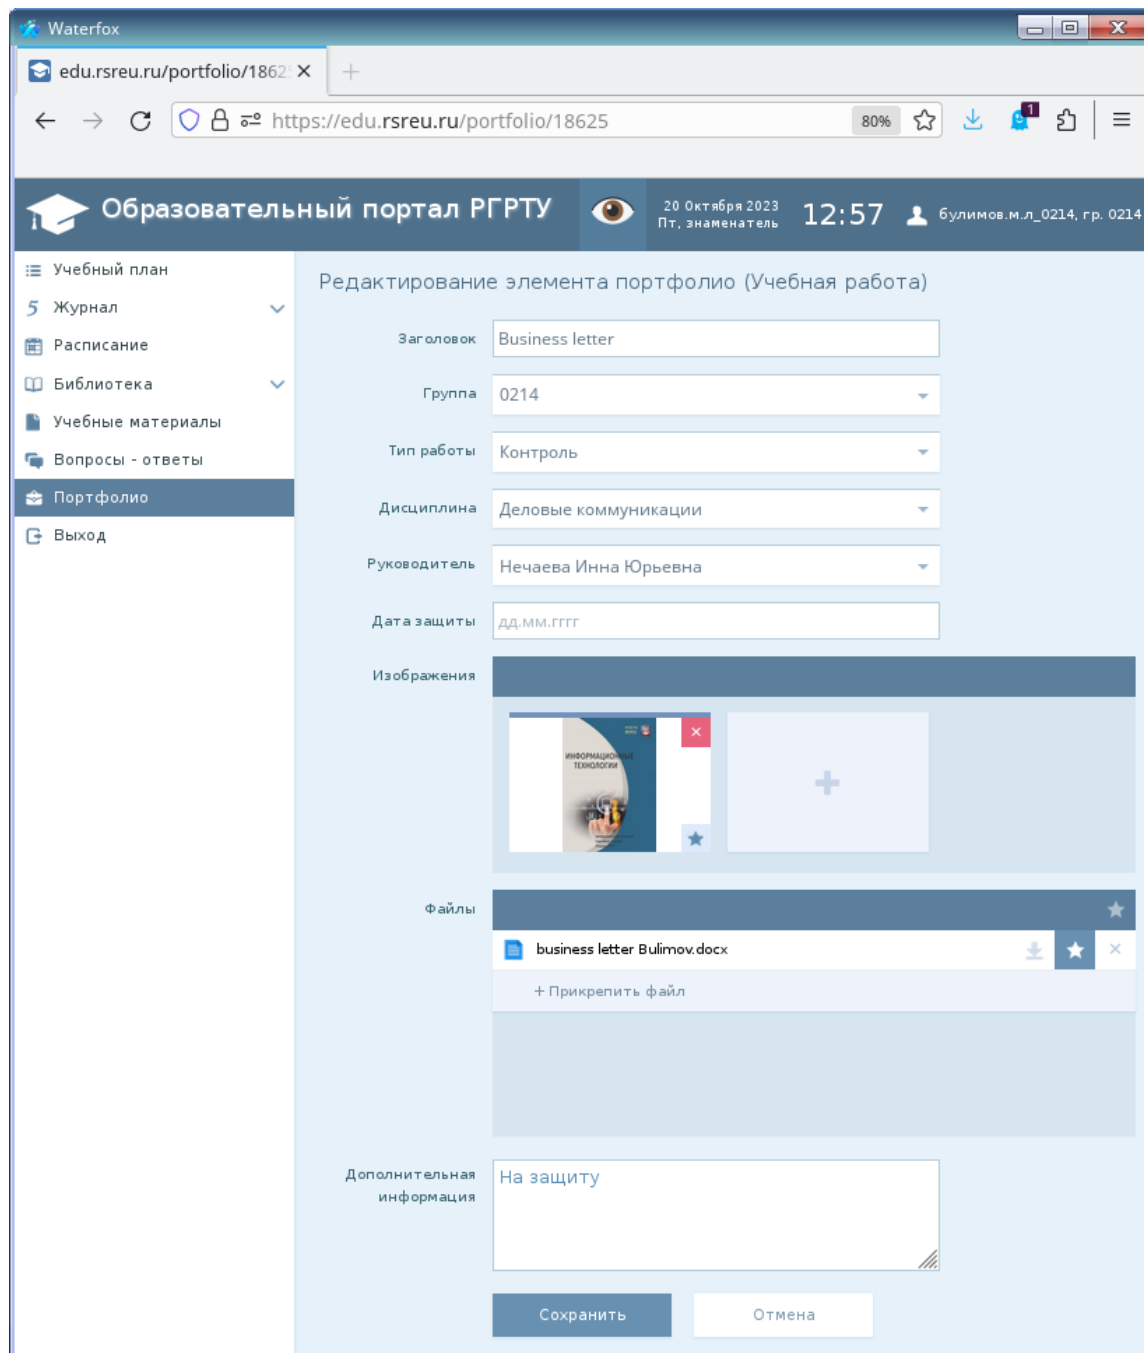 Waterfox
edu.rsreu.ru/portfolio/1862
https://edu.rsreu.ru/portfolio/18625
80%
1
Образовательный портал РГРТУ
20 Октября 2023
Пт, знаменатель
12:57
булимов.м.л_0214, гр. 0214
Учебный план
5 Журнал
Расписание
Библиотека
Учебные материалы
Вопросы - ответы
Портфолио
Выход
Редактирование элемента портфолио (Учебная работа)
Заголовок
Business letter
Группа
0214
Тип работы
Контроль
Дисциплина
Деловые коммуникации
Руководитель
Нечаева Инна Юрьевна
Дата защиты
дд.мм.гггг
Изображения
ИНФОРМАЦИОННЫЕ
ТЕХНОЛОГИИ
Файлы
business letter Bulimov.docx
+ Прикрепить файл
Дополнительная
информация
На защиту
Сохранить
Отмена